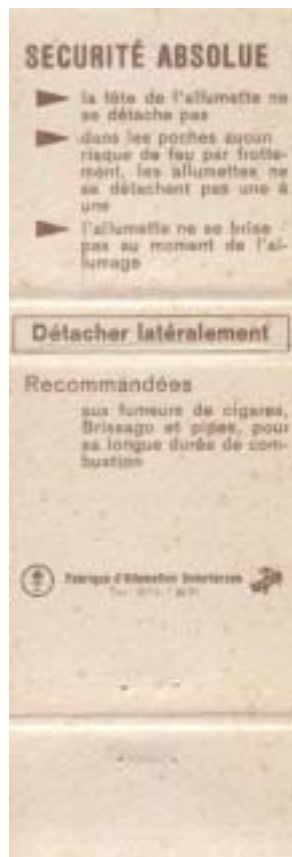 SECURITÉ ABSOLUE
la tête de l'allumette ne
se détache pas
dans les poches aucun
risque de feu par frotte-
ment, les allumettes ne
se détachent pas une à
une
l'allumette ne se brise
pas au moment de l'al-
lumage
Détacher latéralement
Recommandées
aux fumeurs de cigares,
Brissago et pipes, pour
sa longue durée de com-
bustion
Fabrique d'Allumettes